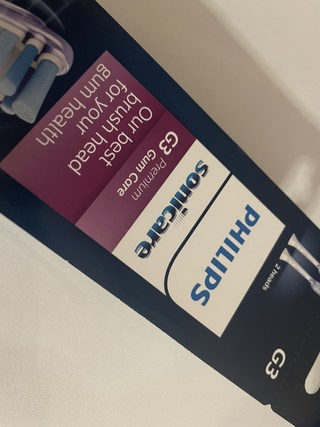 PHILIPS
sonicare
G3 Premium
Gum Care
Our best
brush head
for your
gum health
2 heads
G3